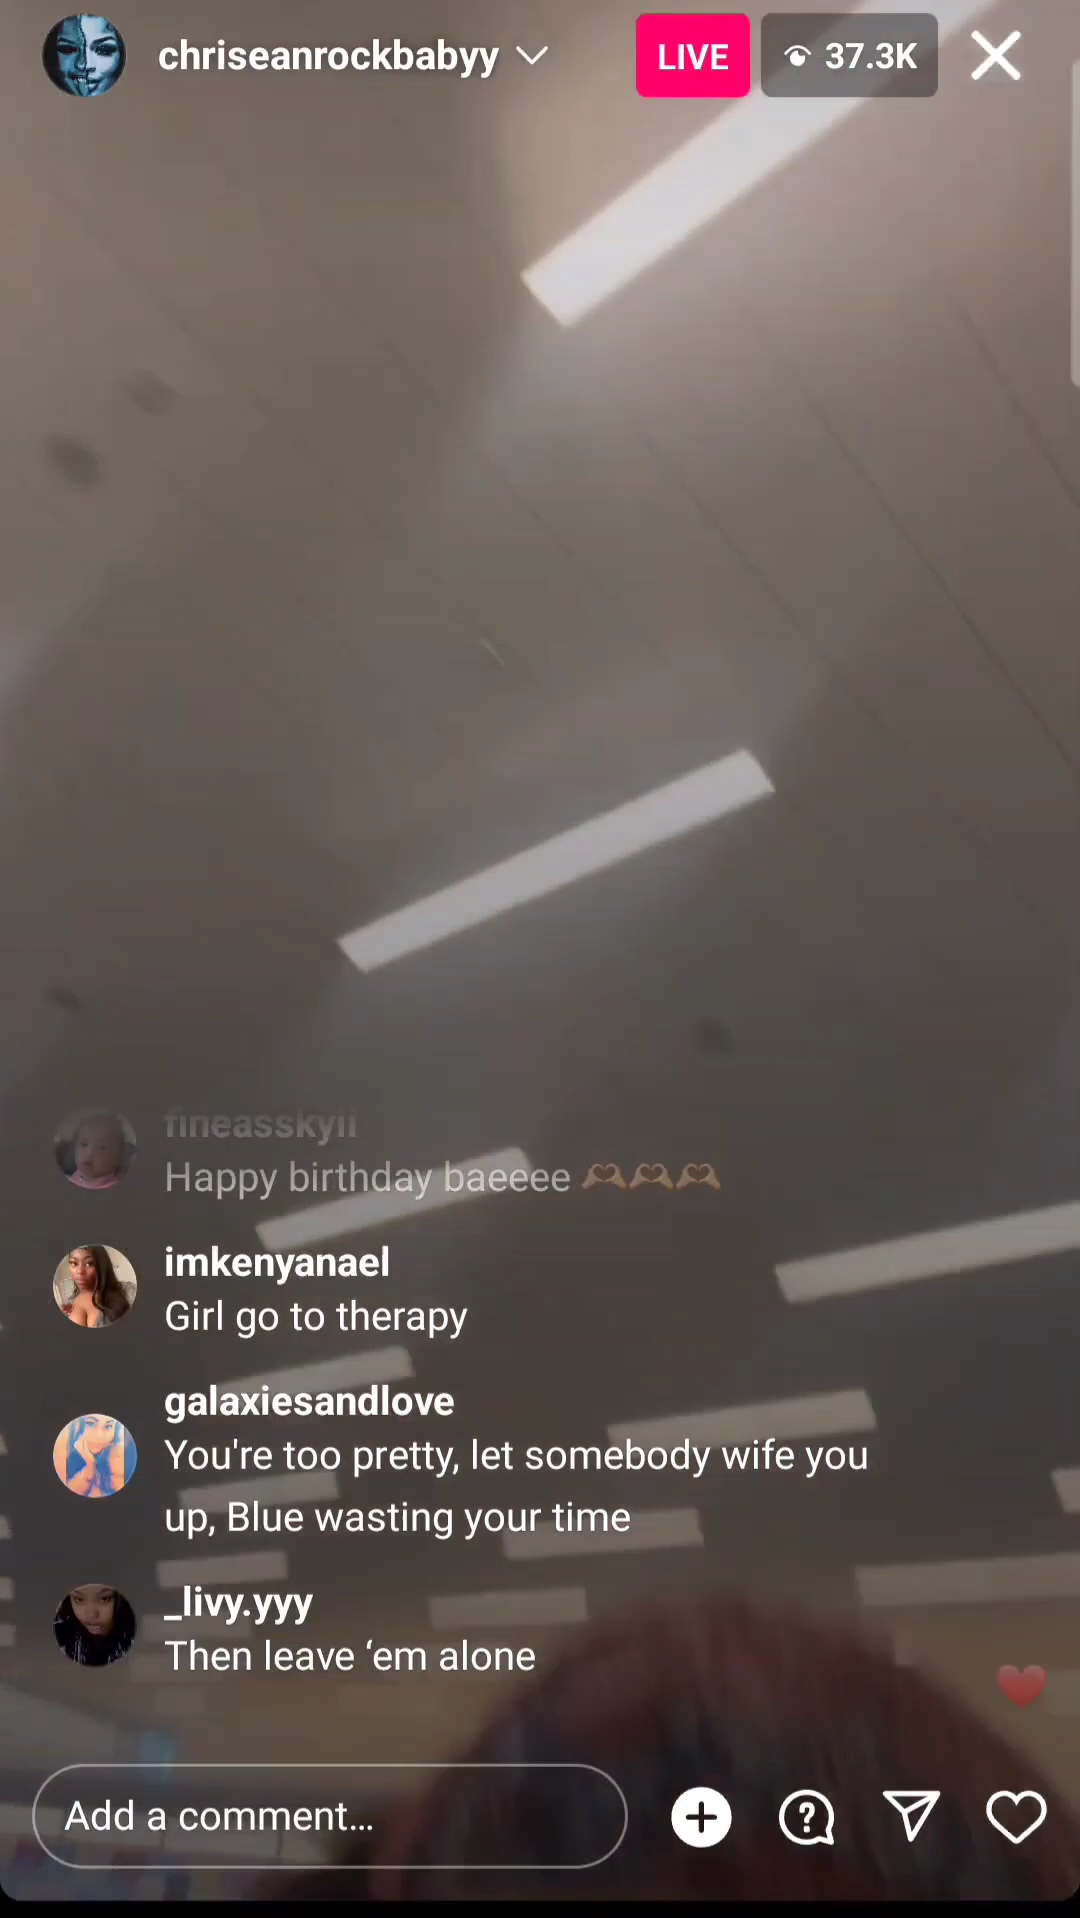 chriseanrockbabyy
LIVE
37.3K
fineasskyii
Happy birthday baeeee 🫶🏽🫶🏽🫶🏽
imkenyanael
Girl go to therapy
galaxiesandlove
You're too pretty, let somebody wife you
up, Blue wasting your time
_livy.yyy
Then leave ‘em alone
Add a comment...